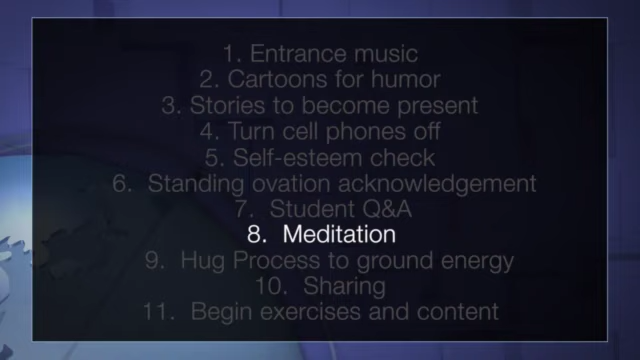 1. Entrance music
2. Cartoons for humor
3. Stories to become present
4. Turn cell phones off
5. Self-esteem check
6. Standing ovation acknowledgement
7. Student Q&A
8. Meditation
9. Hug Process to ground energy
10. Sharing
11. Begin exercises and content